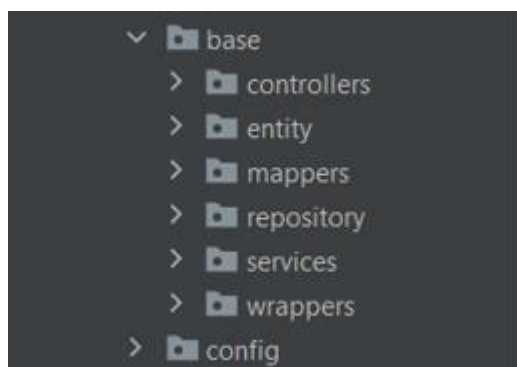 base
controllers
entity
mappers
repository
services
wrappers
config